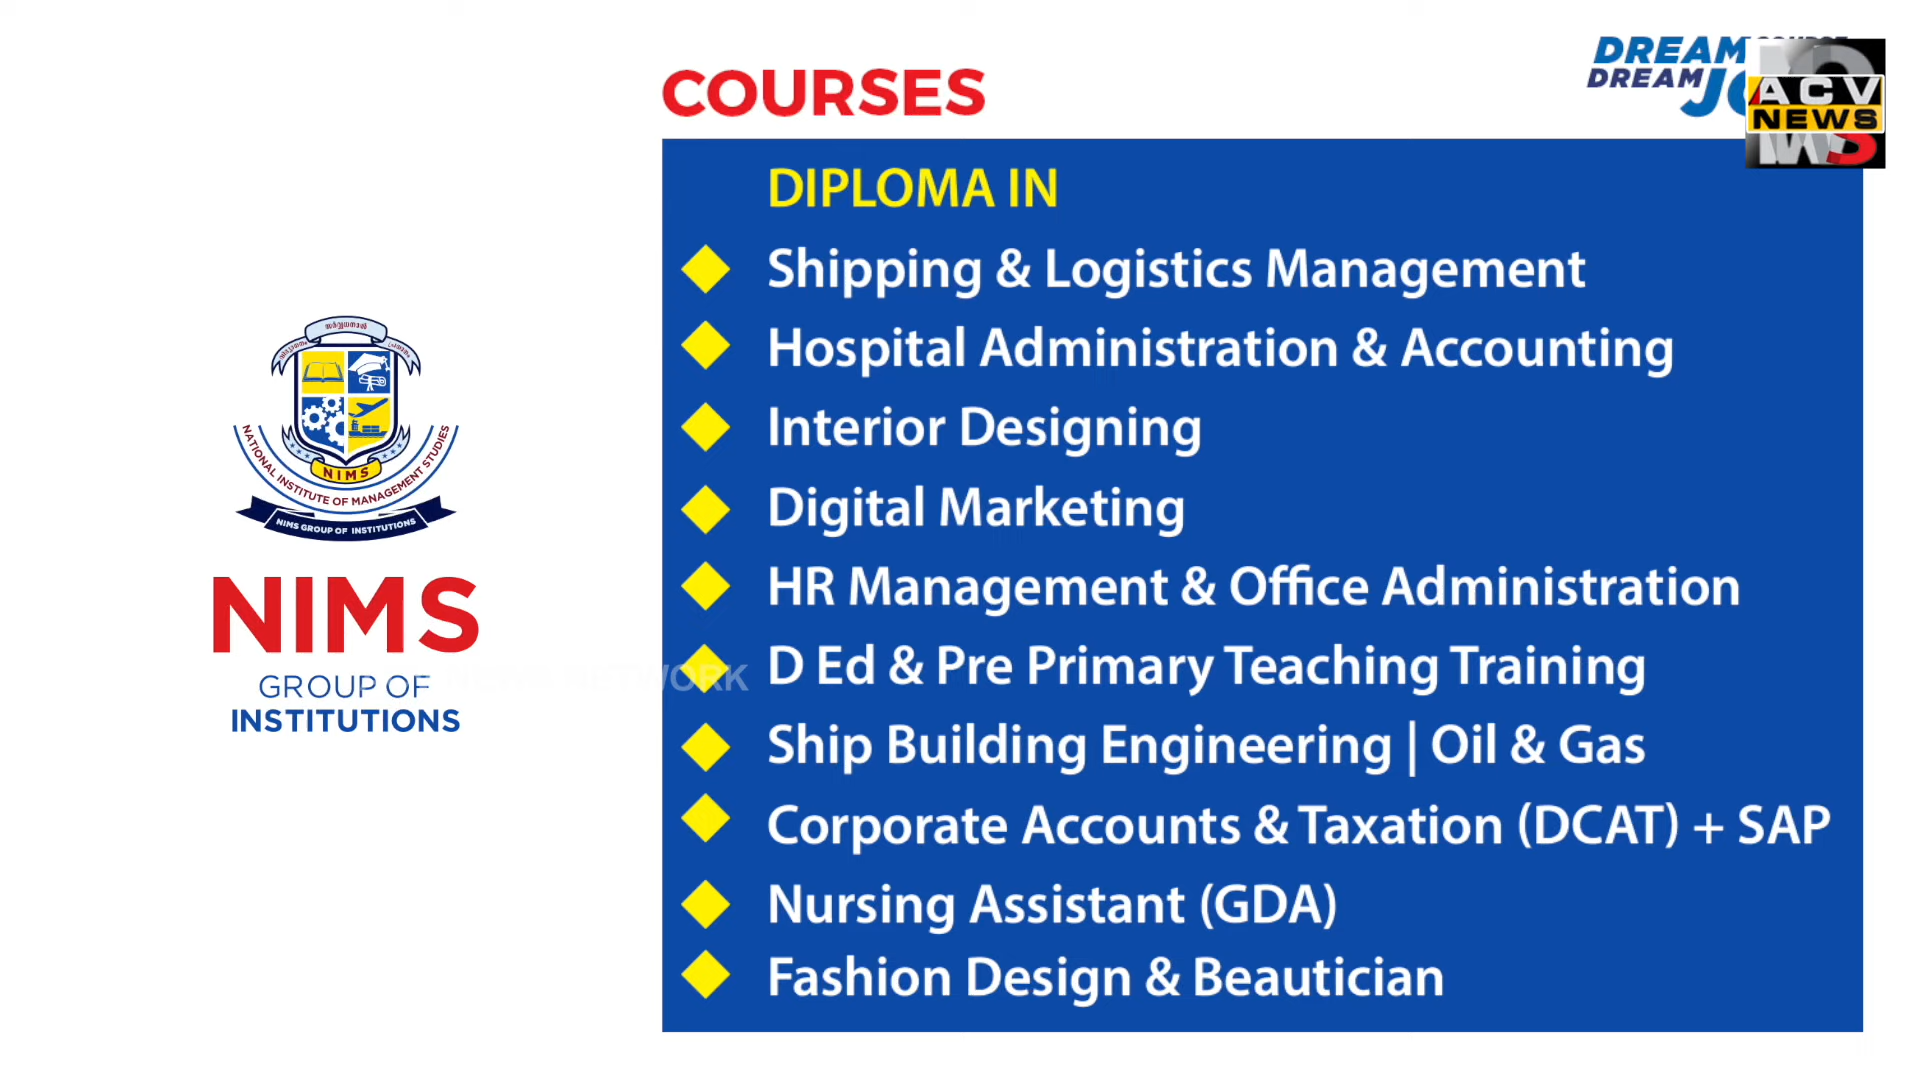 DREAM
DREAM
ACV
NEWS
COURSES
DIPLOMA IN
Shipping & Logistics Management
Hospital Administration & Accounting
Interior Designing
Digital Marketing
HR Management & Office Administration
D Ed & Pre Primary Teaching Training
Ship Building Engineering | Oil & Gas
Corporate Accounts & Taxation (DCAT) + SAP
Nursing Assistant (GDA)
Fashion Design & Beautician
NIMS
NATIONAL INSTITUTE OF MANAGEMENT STUDIES
NIMS GROUP OF INSTITUTIONS
NIMS
GROUP OF
INSTITUTIONS
NEWS NETWORK